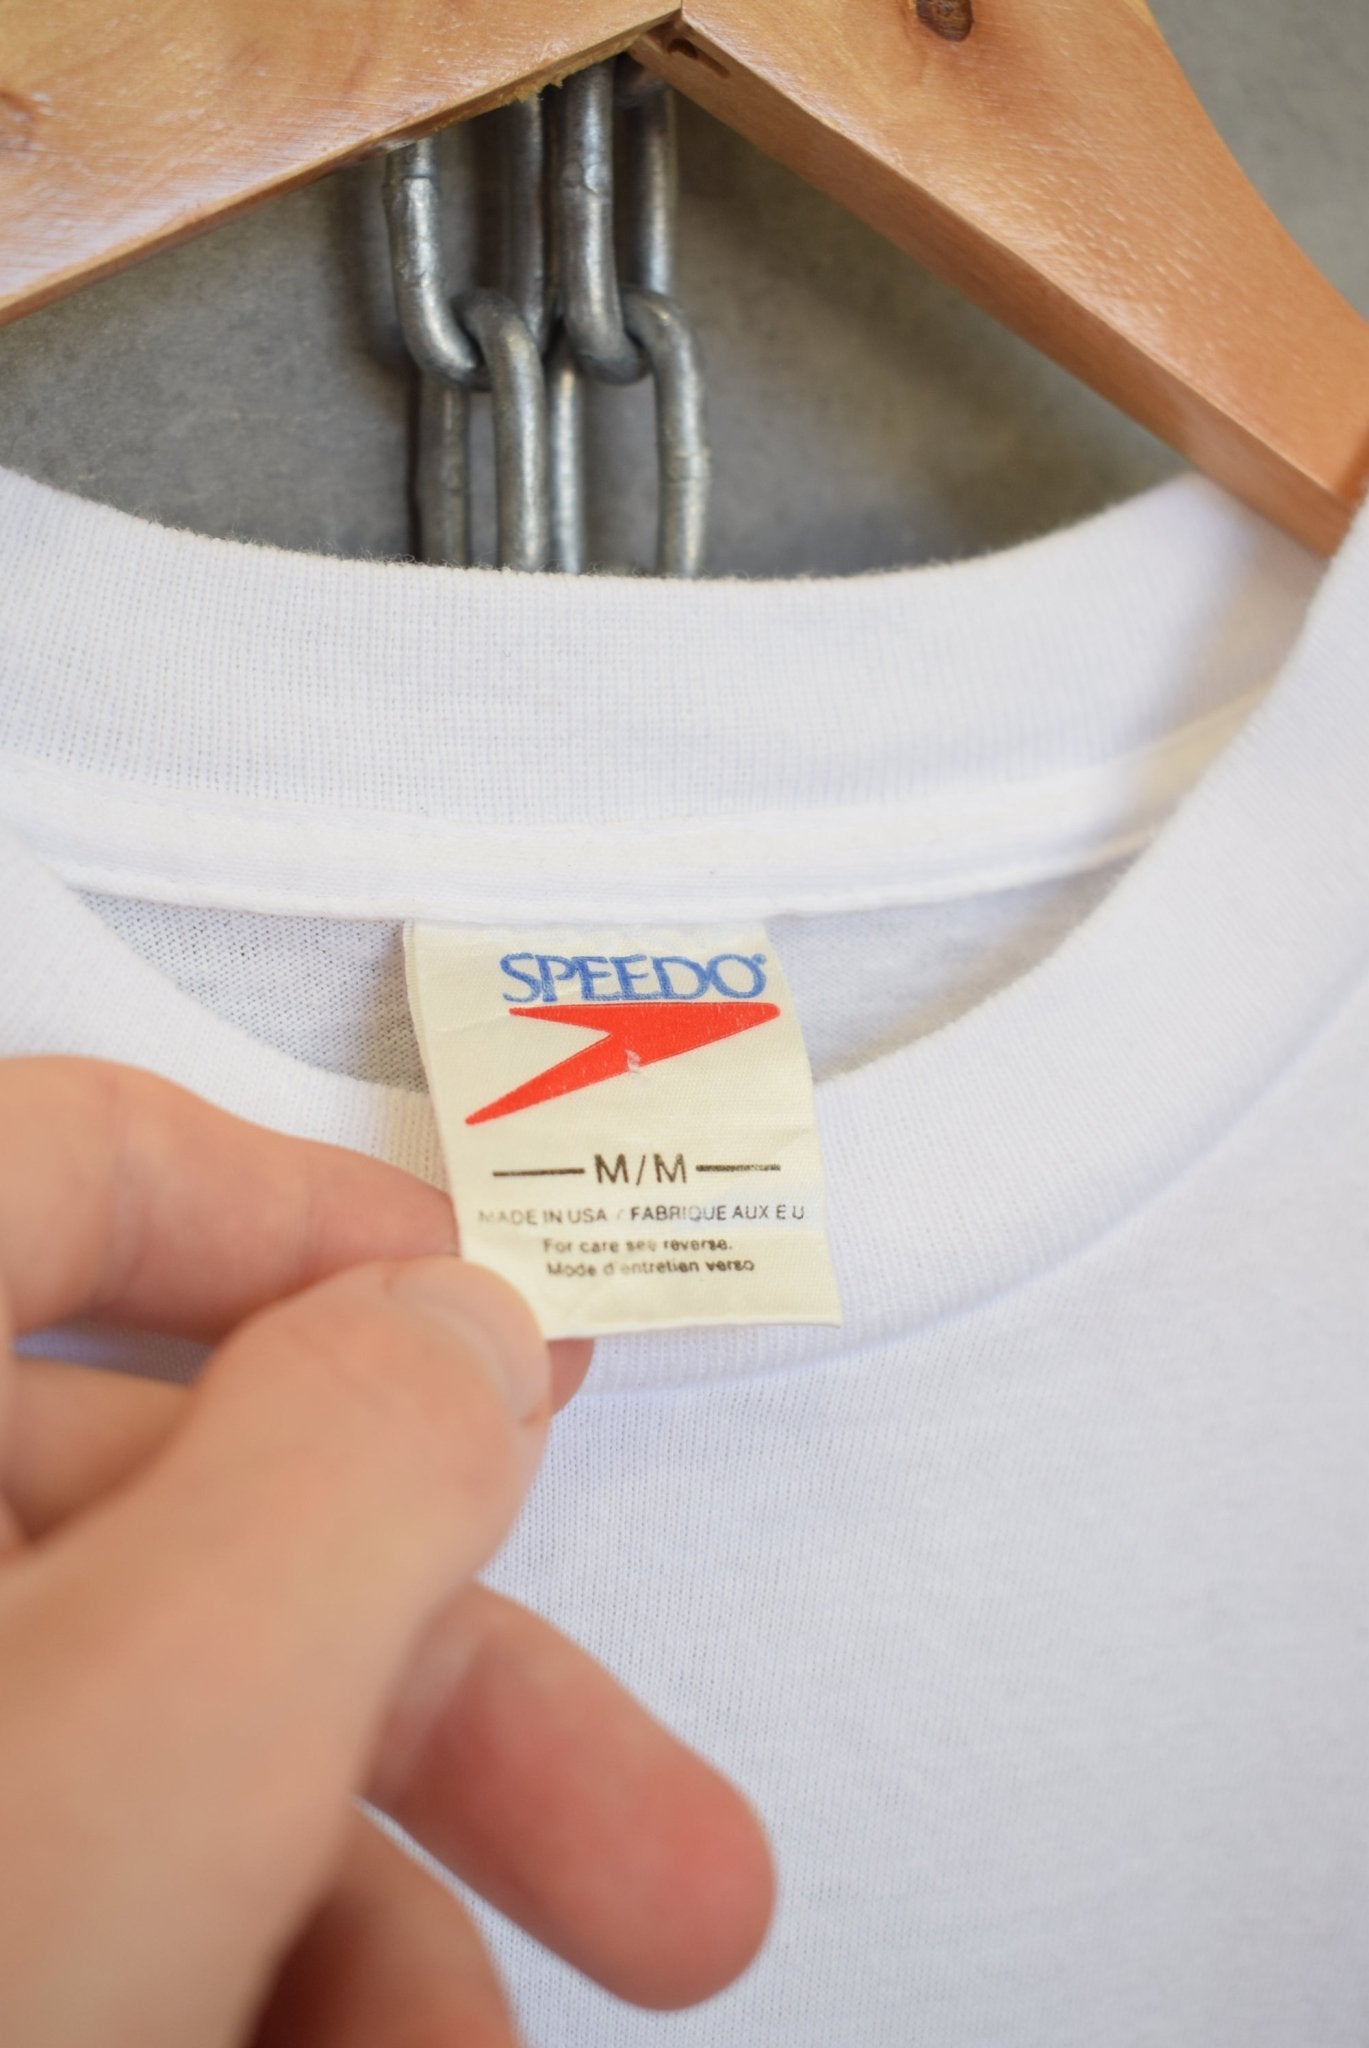 SPEEDO®
M/M
MADE IN USA / FABRIQUE AUX E U
For care see reverse.
Mode d'entretien verso